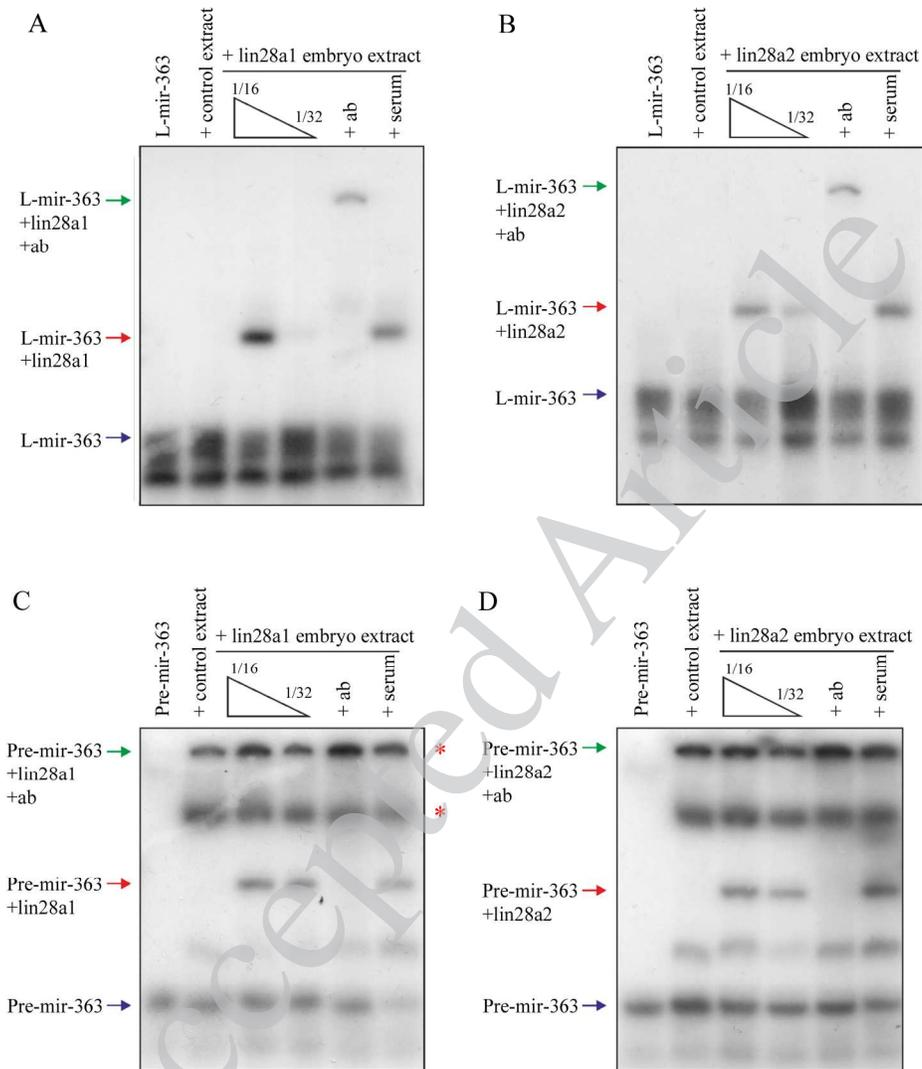 A
L-mir-363
+ control extract
+ lin28a1 embryo extract
1/16
1/32
+ ab
+ serum
L-mir-363
+lin28a1
+ab
L-mir-363
+lin28a1
L-mir-363
B
L-mir-363
+ control extract
+ lin28a2 embryo extract
1/16
1/32
+ ab
+ serum
L-mir-363
+lin28a2
+ab
L-mir-363
+lin28a2
L-mir-363
C
Pre-mir-363
+ control extract
+ lin28a1 embryo extract
1/16
1/32
+ ab
+ serum
Pre-mir-363
+lin28a1
+ab
*
*
Pre-mir-363
+lin28a1
Pre-mir-363
D
Pre-mir-363
+ control extract
+ lin28a2 embryo extract
1/16
1/32
+ ab
+ serum
Pre-mir-363
+lin28a2
+ab
Pre-mir-363
+lin28a2
Pre-mir-363
ccepted Article